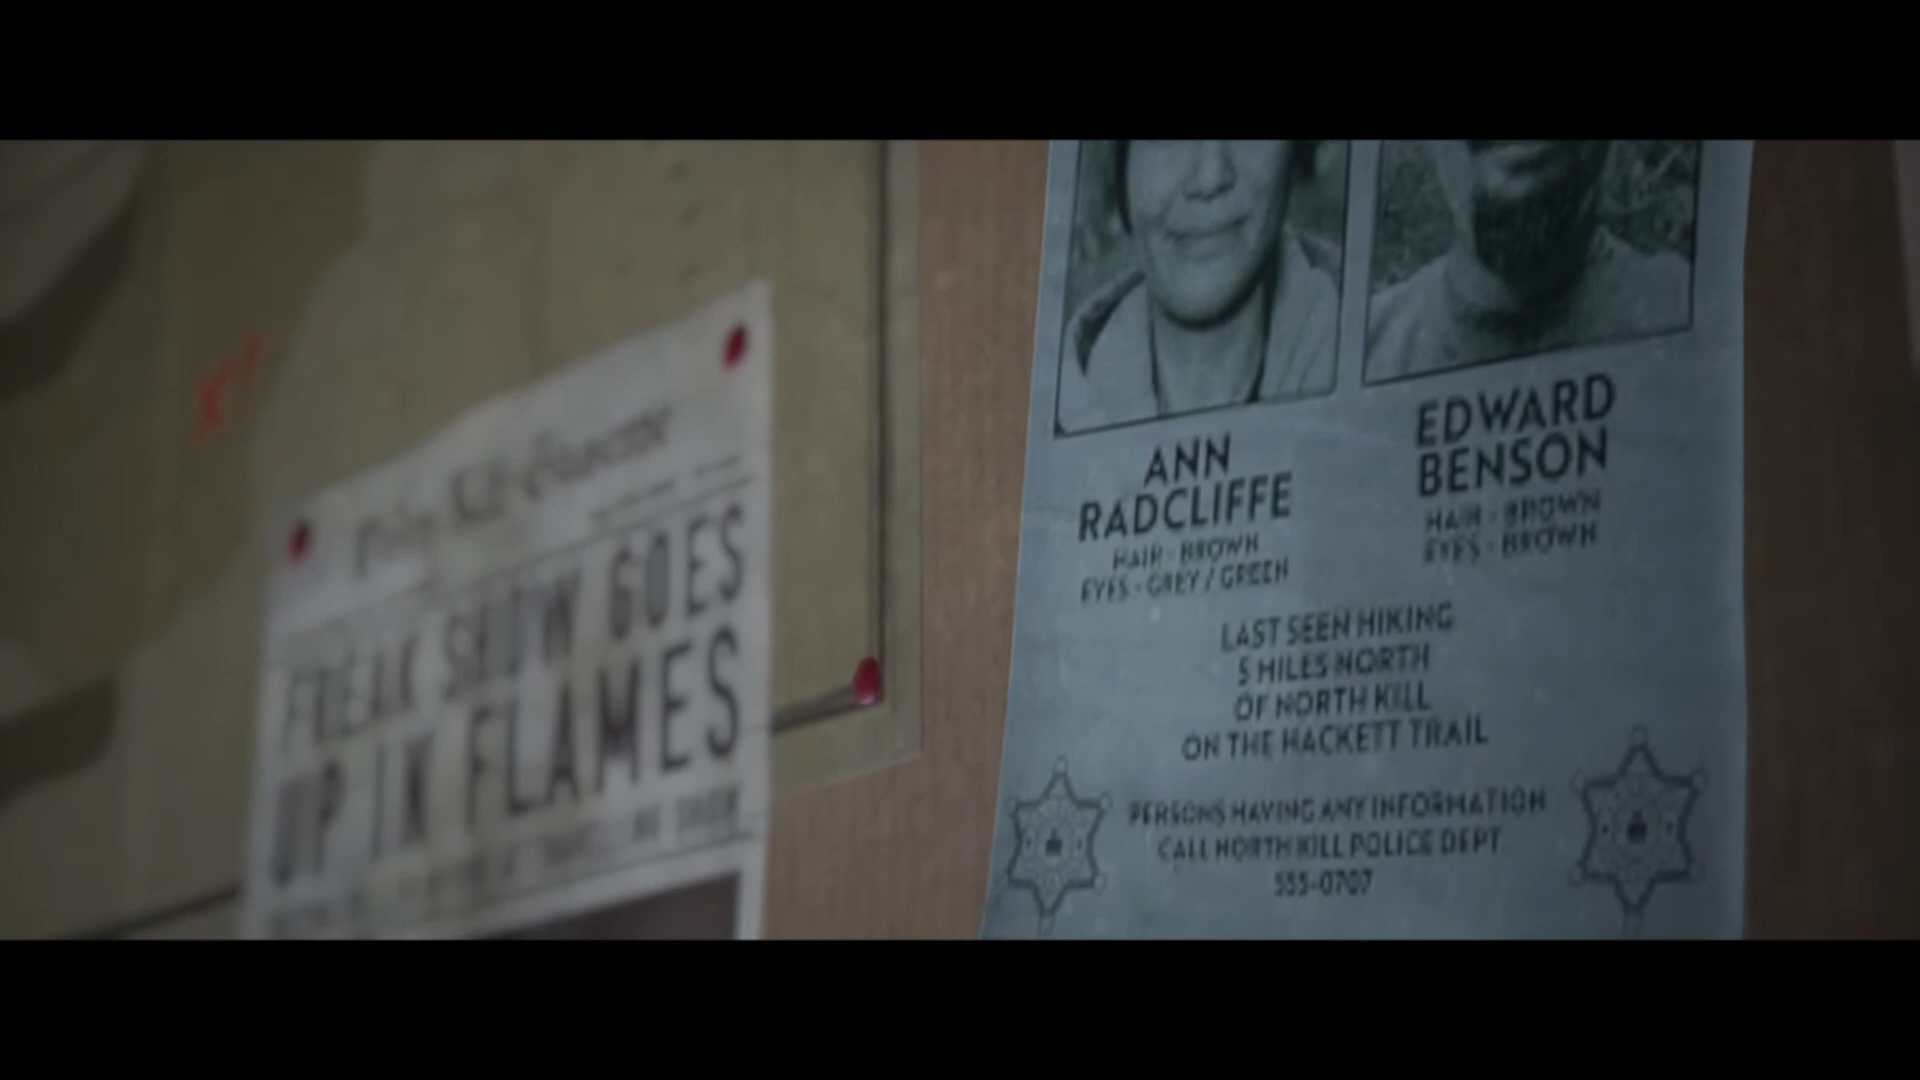 FREAK SHOW GOES
UP IN FLAMES
ANN
RADCLIFFE
HAIR - BROWN
EYES - GREY / GREEN
EDWARD
BENSON
HAIR - BROWN
EYES - BROWN
LAST SEEN HIKING
5 MILES NORTH
OF NORTH KILL
ON THE HACKETT TRAIL
PERSONS HAVING ANY INFORMATION
CALL NORTH KILL POLICE DEPT
555-0707